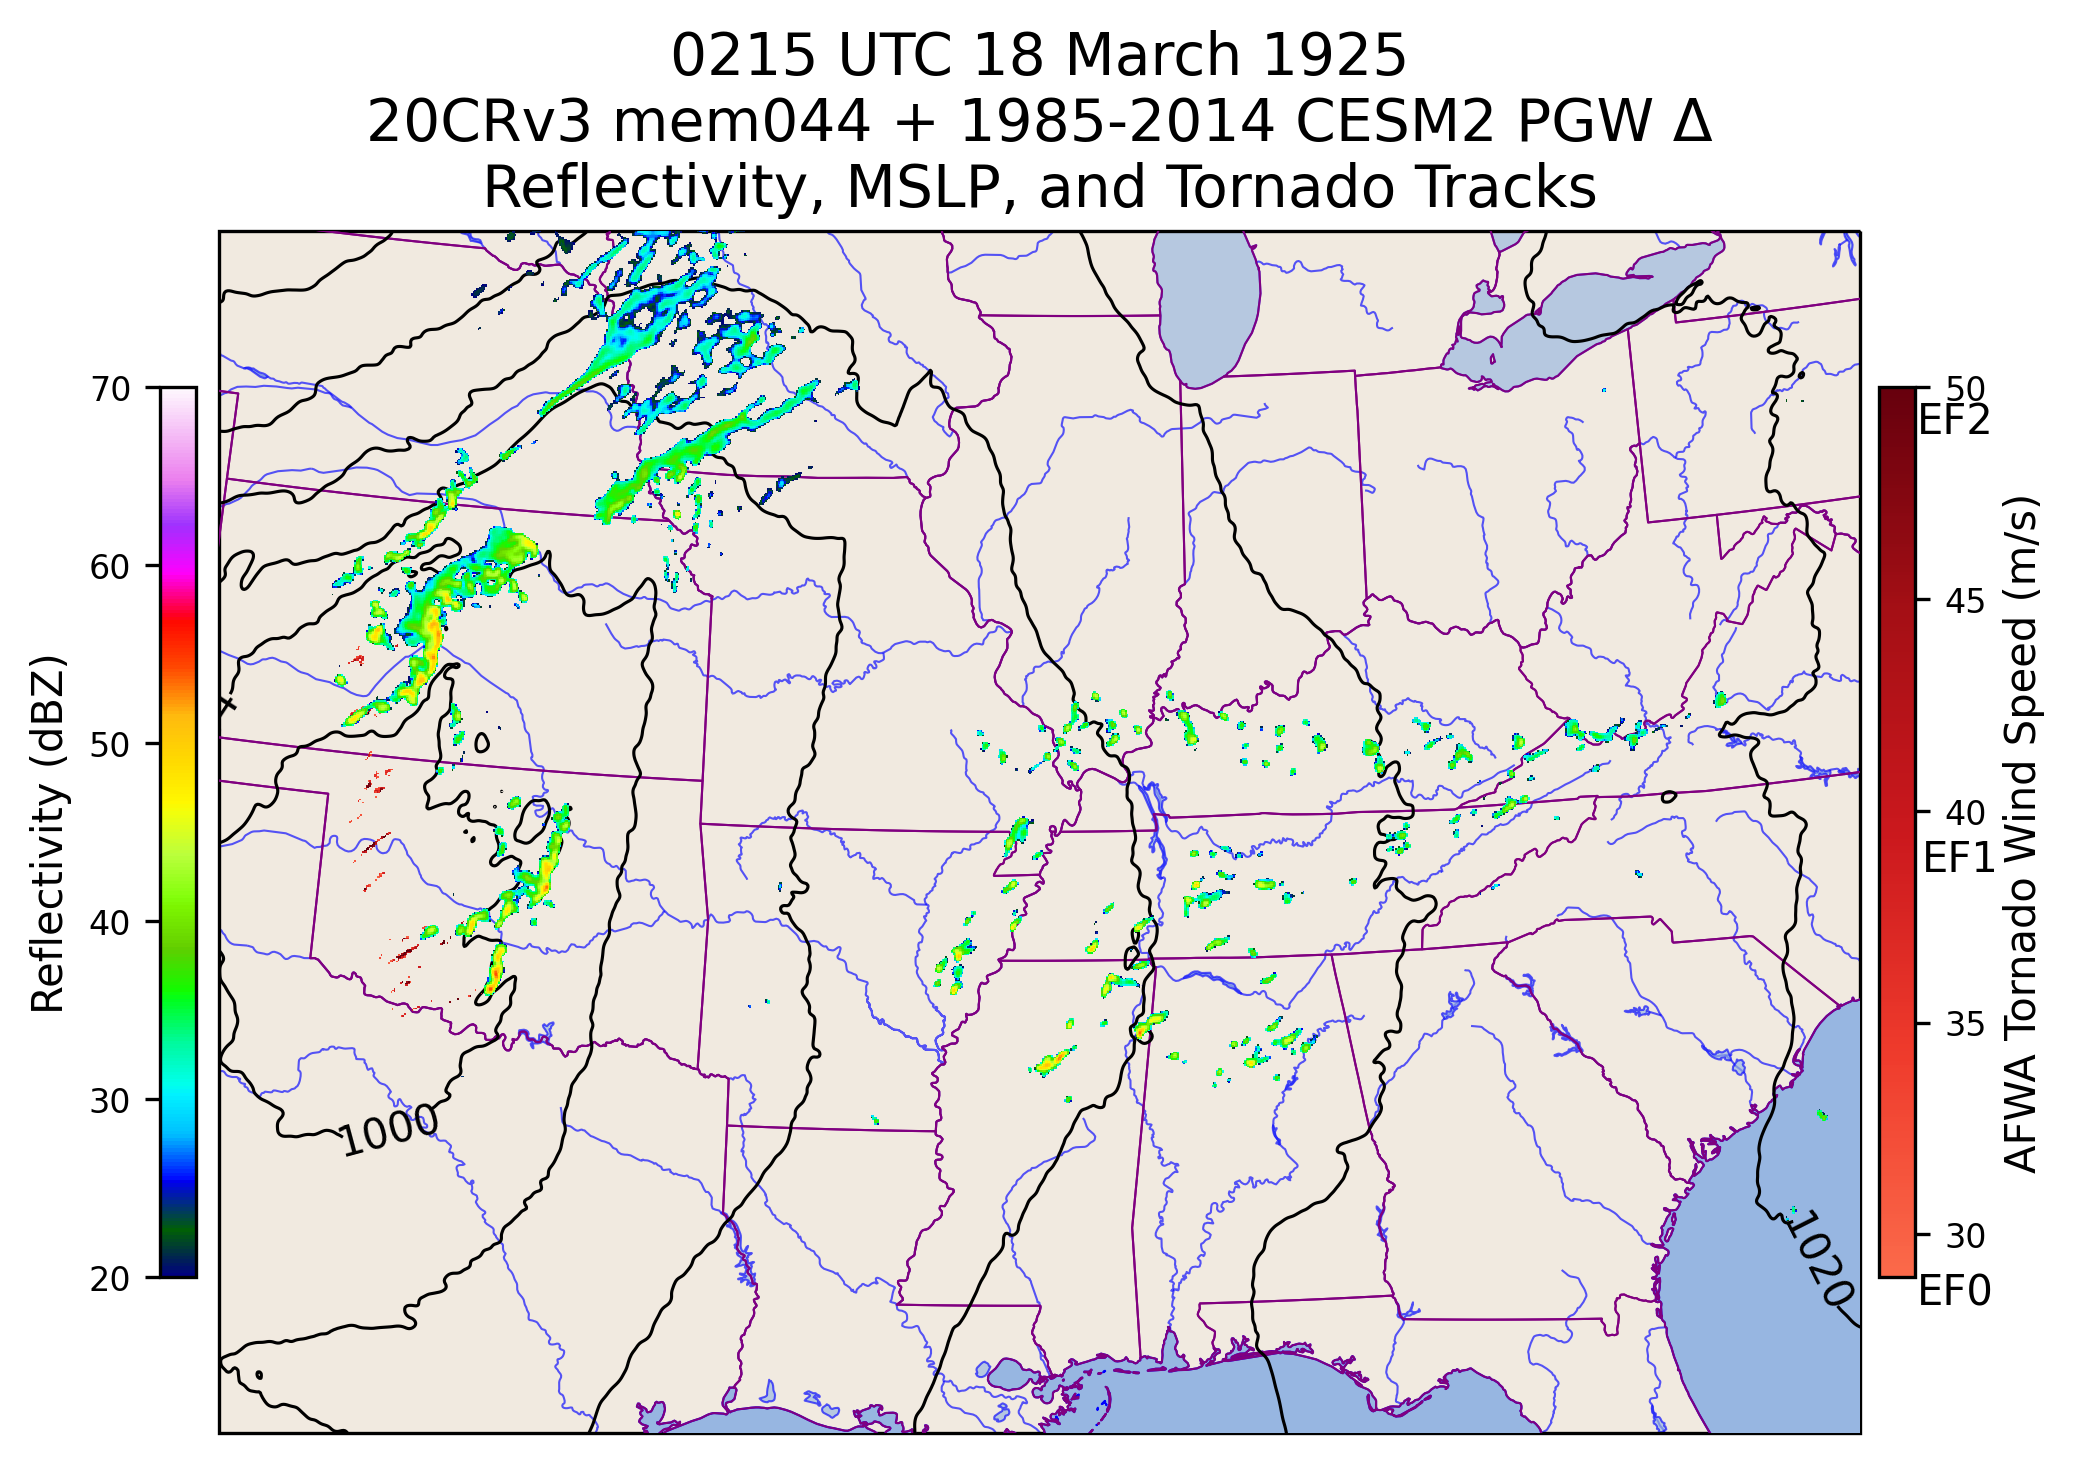 0215 UTC 18 March 1925
20CRv3 mem044 + 1985-2014 CESM2 PGW Δ
Reflectivity, MSLP, and Tornado Tracks
70
60
50
40
30
20
Reflectivity (dBZ)
4
1000
1020
50
EF2
45
40
EF1
35
30
EF0
AFWA Tornado Wind Speed (m/s)